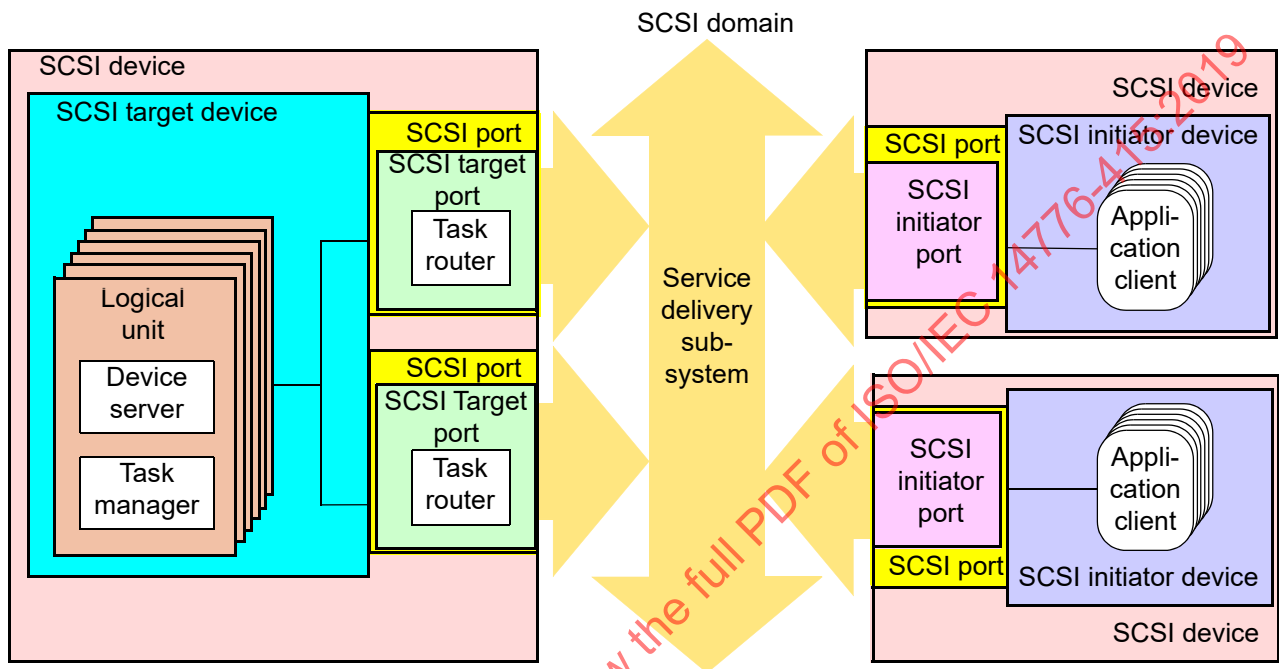 SCSI domain
SCSI device
SCSI target device
SCSI port
SCSI target
port
Task
router
Logical
unit
Device
server
Task
manager
SCSI port
SCSI Target
port
Task
router
Service
delivery
sub-
system
SCSI device
SCSI port
SCSI initiator device
SCSI
initiator
port
Appli-
cation
client
SCSI
initiator
port
Appli-
cation
client
SCSI port
SCSI initiator device
SCSI device
w the full PDF of ISO/IEC 14776-415:2019